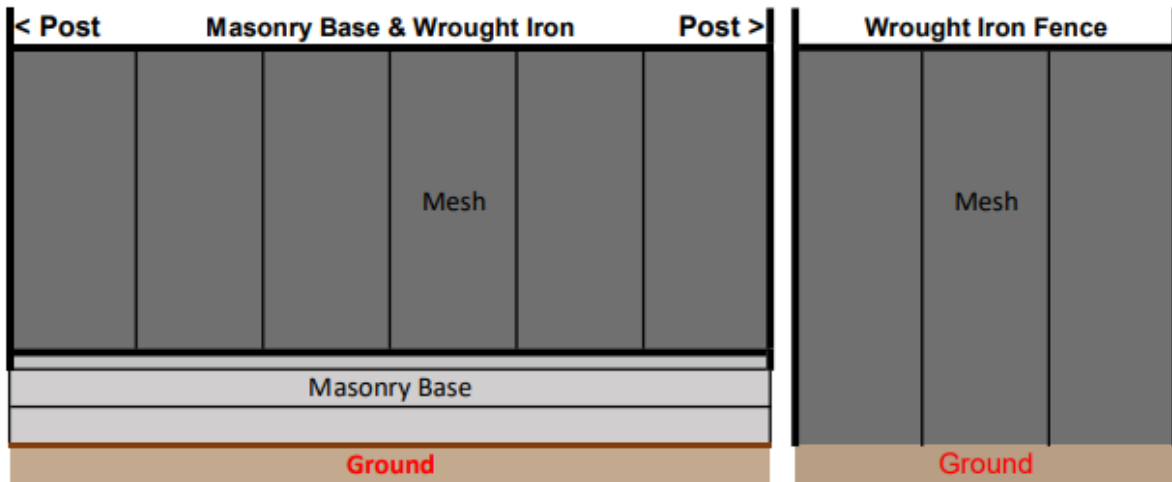 < Post Masonry Base & Wrought Iron Post >
Mesh
Masonry Base
Ground
Wrought Iron Fence
Mesh
Ground